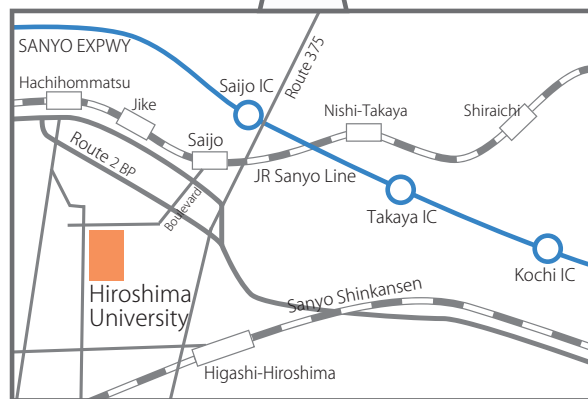 SANYO EXPWY
Hachihommatsu
Jike
Saijo IC
Route 375
Nishi-Takaya
Shiraichi
Saijo
Route 2 BP
JR Sanyo Line
Boulevard
Takaya IC
Kochi IC
Hiroshima
University
Sanyo Shinkansen
Higashi-Hiroshima